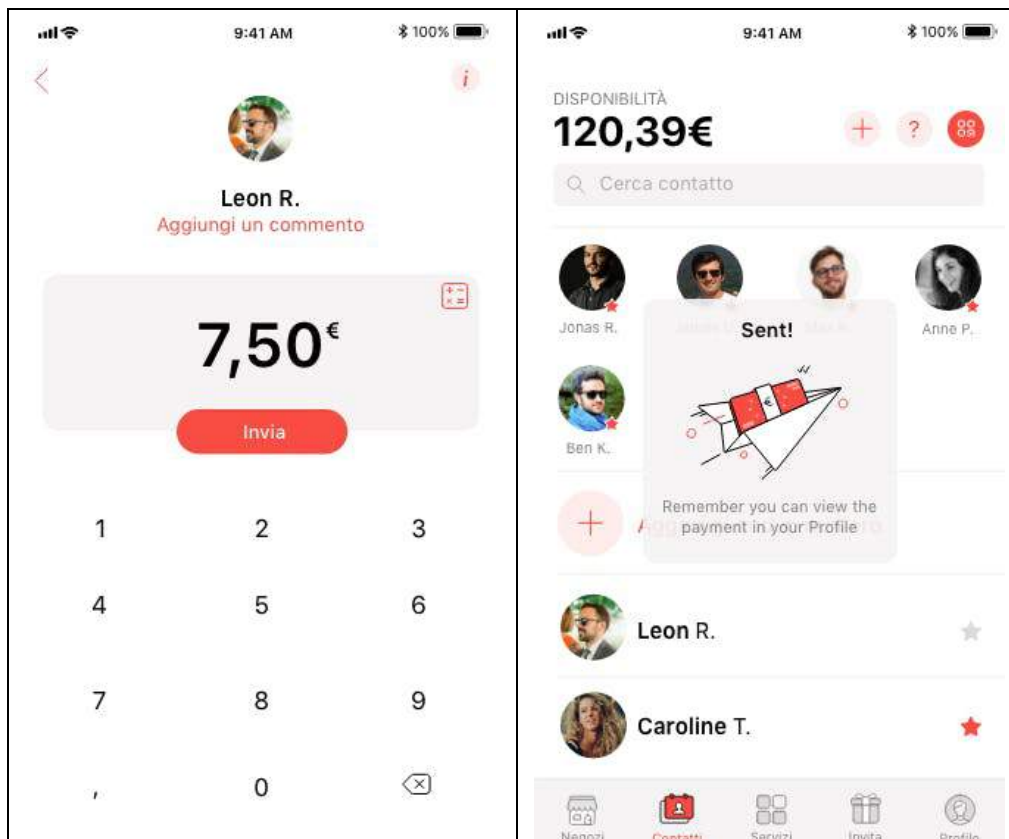 9:41 AM
100%
i
Leon R.
Aggiungi un commento
7,50€
Invia
1 2 3
4 5 6
7 8 9
, 0
9:41 AM
100%
DISPONIBILITÀ
120,39€
?
Cerca contatto
Jonas R.
Anne P.
Sent!
€
Ben K.
Remember you can view the
payment in your Profile
Leon R.
Caroline T.
Negozi Contatti Servizi Invita Profilo